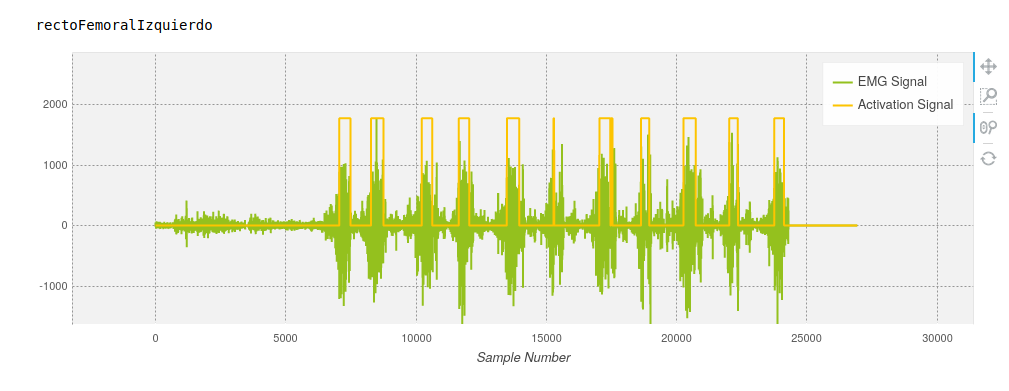 rectoFemoralIzquierdo
EMG Signal
Activation Signal
2000
1000
0
-1000
0 5000 10000 15000 20000 25000 30000
Sample Number